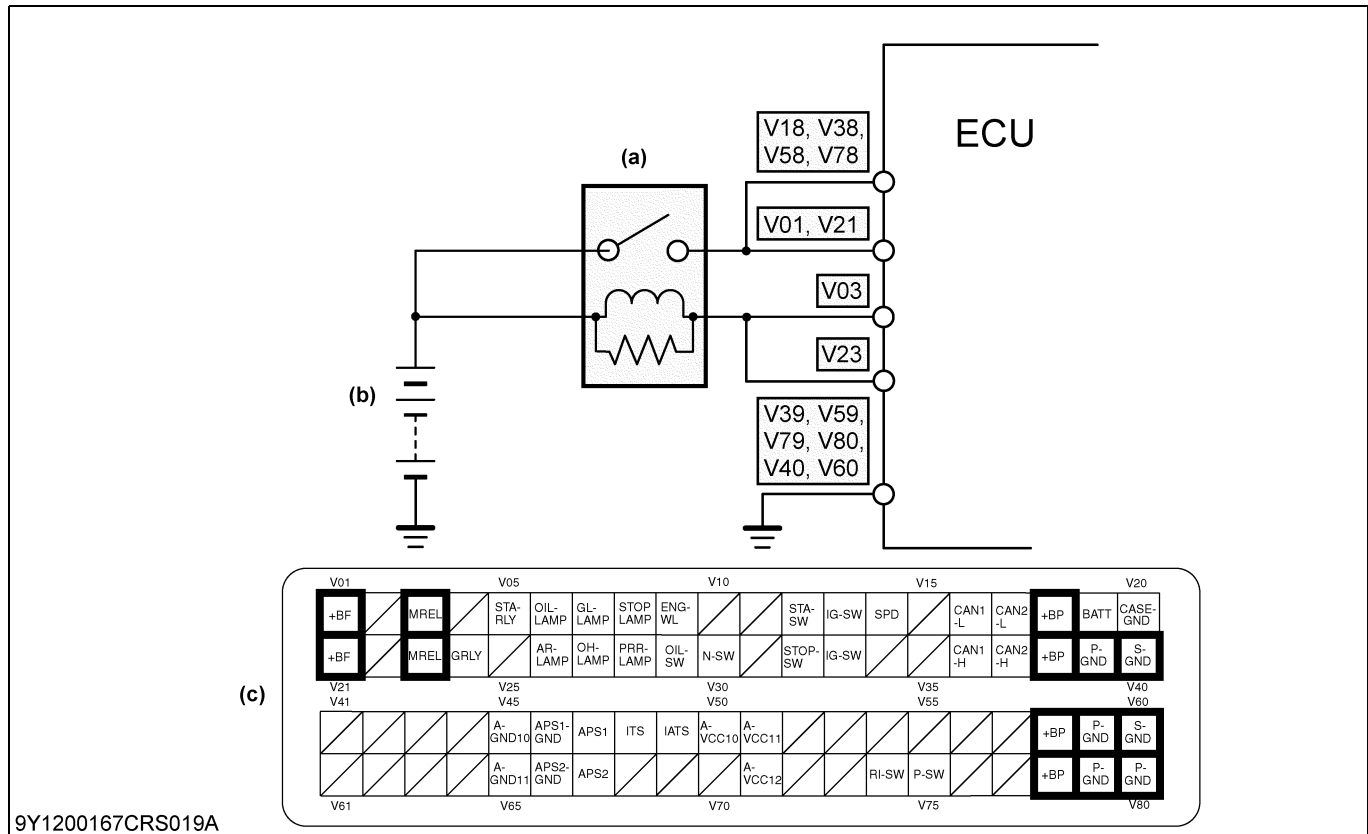 ECU
(a)
V18, V38,
V58, V78
V01, V21
V03
V23
(b)
V39, V59,
V79, V80,
V40, V60
(c)
V01 V05 V10 V15 V20
+BF MREL STA-RLY OIL-LAMP GL-LAMP STOP LAMP ENG-WL STA-SW IG-SW SPD CAN1-L CAN2-L +BP BATT CASE-GND
+BF MREL GRLY AR-LAMP OH-LAMP PRR-LAMP OIL-SW N-SW STOP-SW IG-SW CAN1-H CAN2-H +BP P-GND S-GND
V21 V25 V30 V35 V40
V41 V45 V50 V55 V60
A-GND10 APS1-GND APS1 ITS IATS A-VCC10 A-VCC11 +BP P-GND S-GND
A-GND11 APS2-GND APS2 A-VCC12 RI-SW P-SW +BP P-GND P-GND
V61 V65 V70 V75 V80
9Y1200167CRS019A